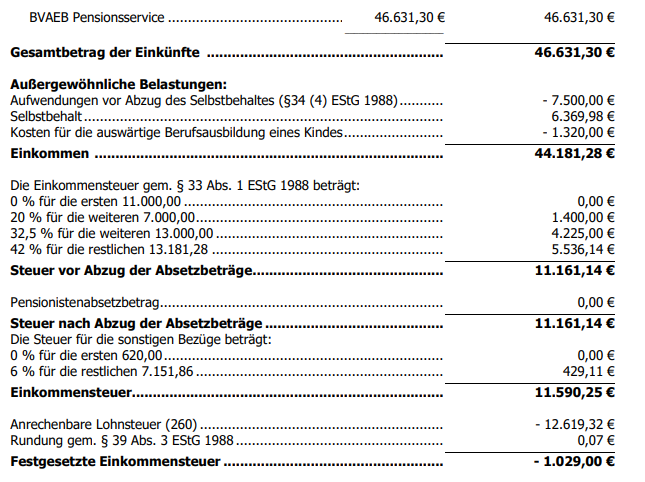 BVAEB Pensionsservice ........................................ 46.631,30 € 46.631,30 €
Gesamtbetrag der Einkünfte ........................................ 46.631,30 €
Außergewöhnliche Belastungen:
Aufwendungen vor Abzug des Selbstbehaltes (§34 (4) EStG 1988)........... - 7.500,00 €
Selbstbehalt........................................ 6.369,98 €
Kosten für die auswärtige Berufsausbildung eines Kindes........................ - 1.320,00 €
Einkommen ........................................ 44.181,28 €
Die Einkommensteuer gem. § 33 Abs. 1 EStG 1988 beträgt:
0 % für die ersten 11.000,00 ........................................ 0,00 €
20 % für die weiteren 7.000,00........................................ 1.400,00 €
32,5 % für die weiteren 13.000,00 ........................................ 4.225,00 €
42 % für die restlichen 13.181,28 ........................................ 5.536,14 €
Steuer vor Abzug der Absetzbeträge........................................ 11.161,14 €
Pensionistenabsetzbetrag........................................ 0,00 €
Steuer nach Abzug der Absetzbeträge ........................................ 11.161,14 €
Die Steuer für die sonstigen Bezüge beträgt:
0 % für die ersten 620,00........................................ 0,00 €
6 % für die restlichen 7.151,86 ........................................ 429,11 €
Einkommensteuer........................................ 11.590,25 €
Anrechenbare Lohnsteuer (260) ........................................ - 12.619,32 €
Rundung gem. § 39 Abs. 3 EStG 1988 ........................................ 0,07 €
Festgesetzte Einkommensteuer ........................................ - 1.029,00 €